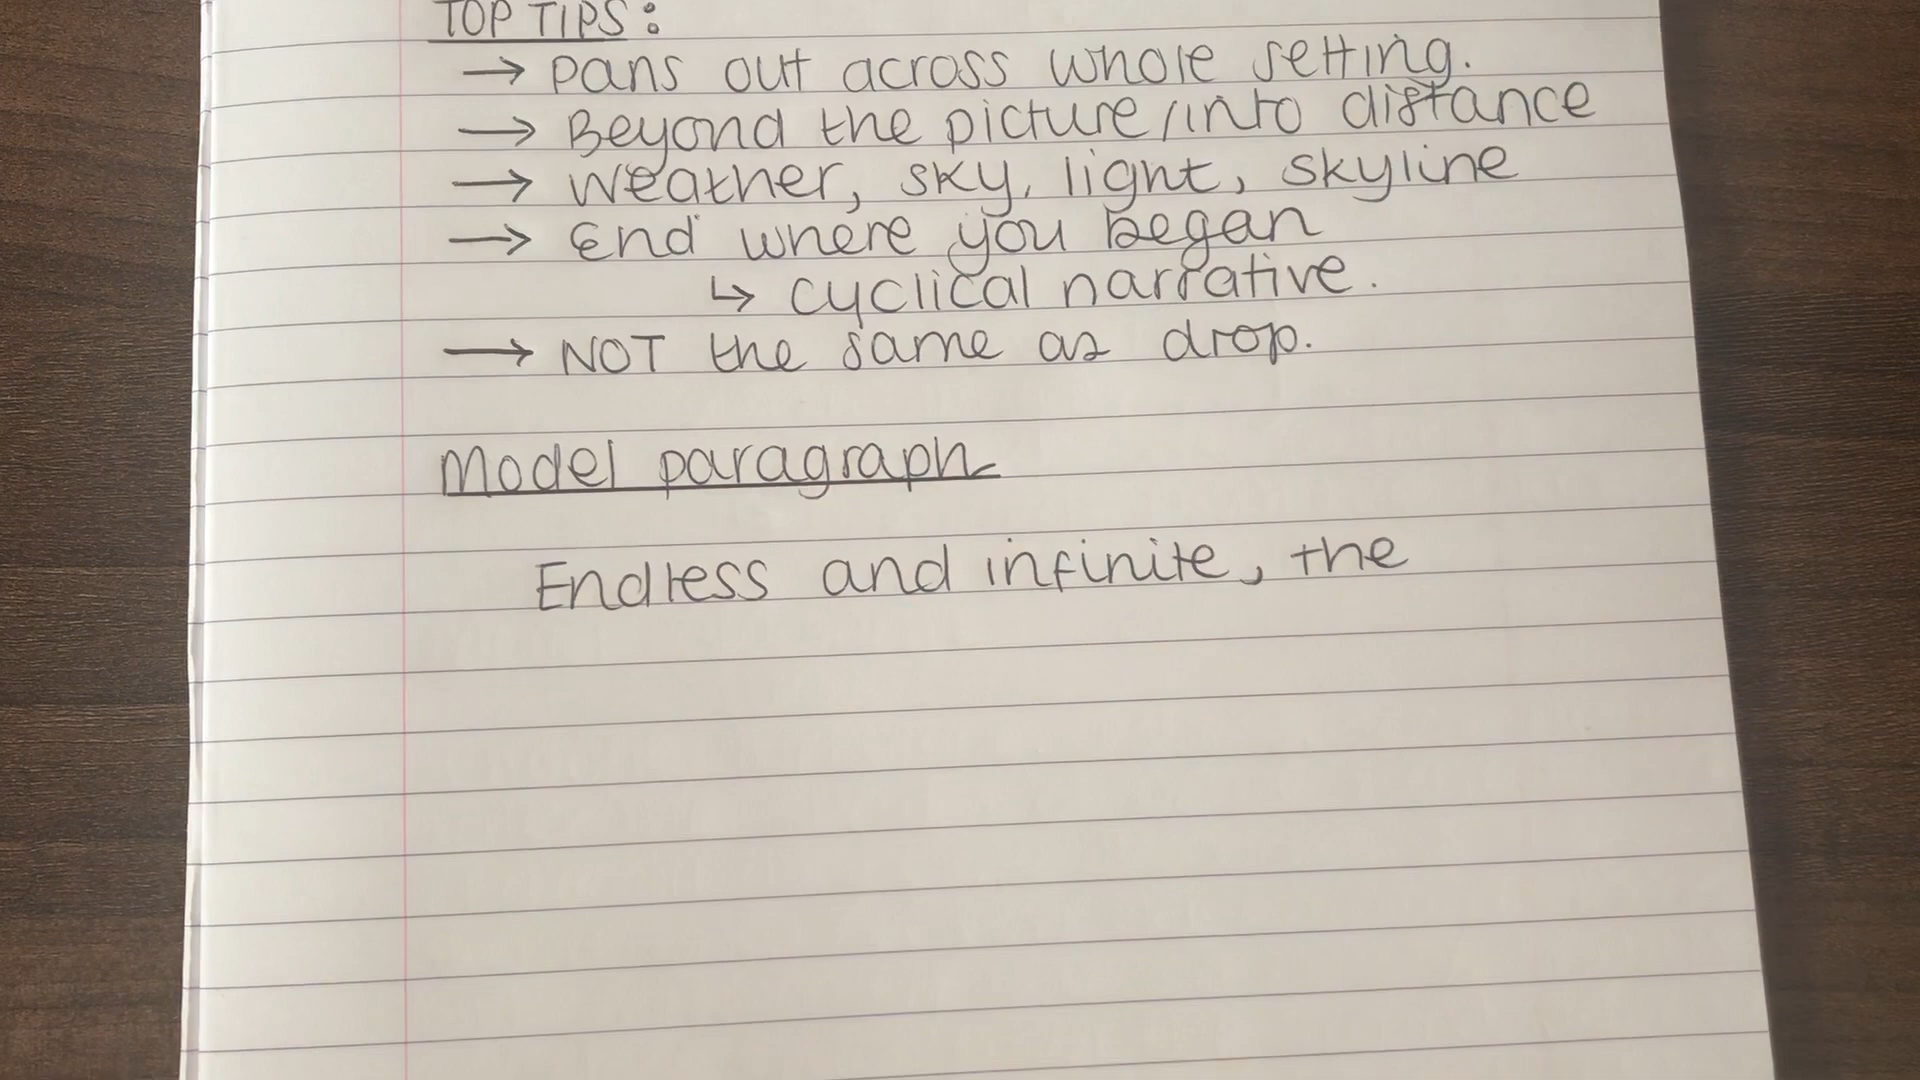 TOP TIPS:
→ pans out across whole setting.
→ Beyond the picture/into distance
→ Weather, sky, light, skyline
→ End where you began
↳ cyclical narrative.
→ NOT the same as drop.
Model paragraph
Endless and infinite, the